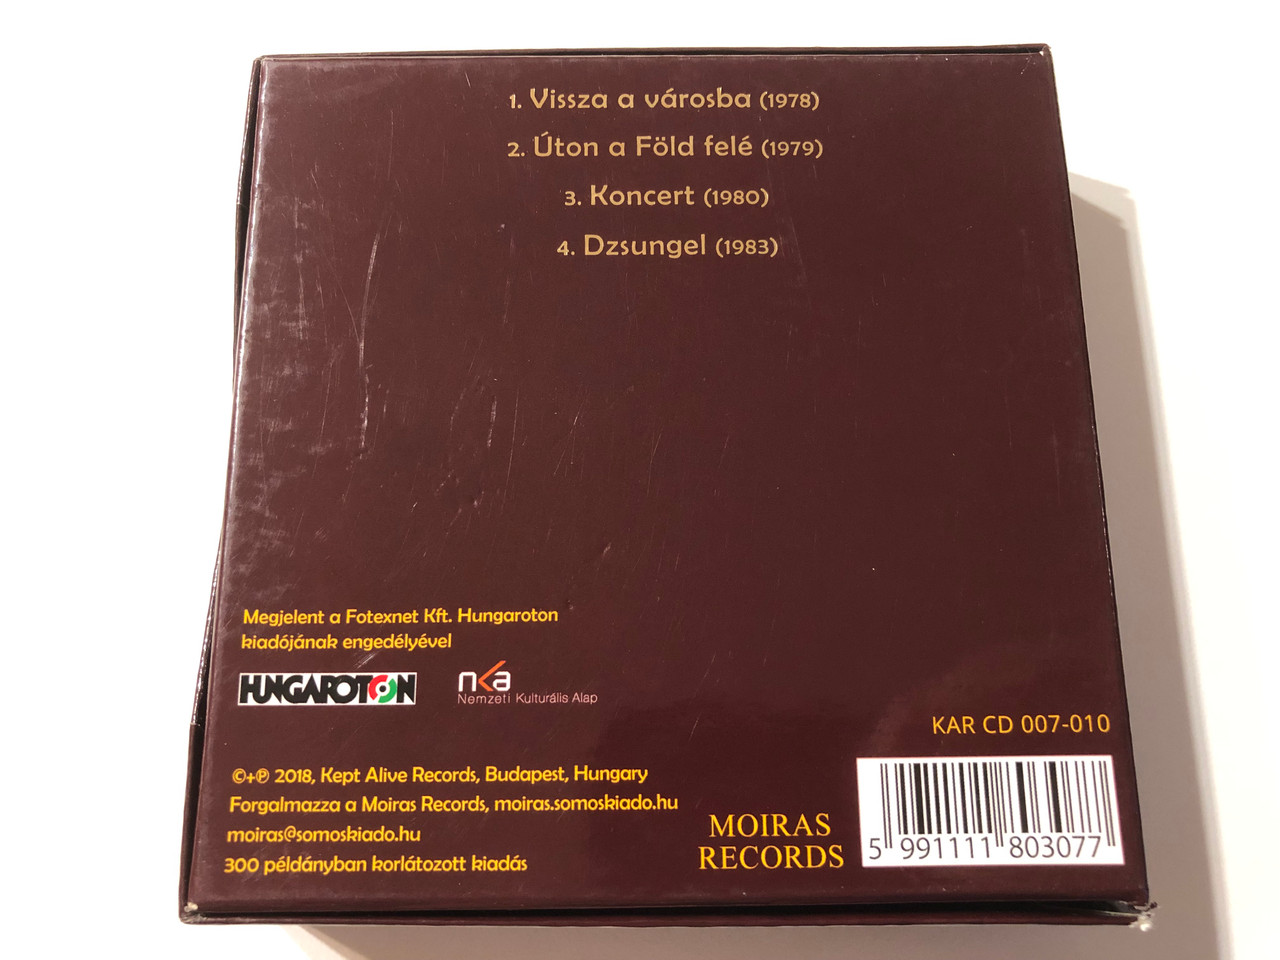 1. Vissza a városba (1978)
2. Úton a Föld felé (1979)
3. Koncert (1980)
4. Dzsungel (1983)
Megjelent a Fotexnet Kft. Hungaroton
kiadójának engedélyével
HUNGAROTON
nka
Nemzeti Kulturális Alap
KAR CD 007-010
©+℗ 2018, Kept Alive Records, Budapest, Hungary
Forgalmazza a Moiras Records, moiras.somoskiado.hu
moiras@somoskiado.hu
300 példányban korlátozott kiadás
MOIRAS
RECORDS
5 991111 803077